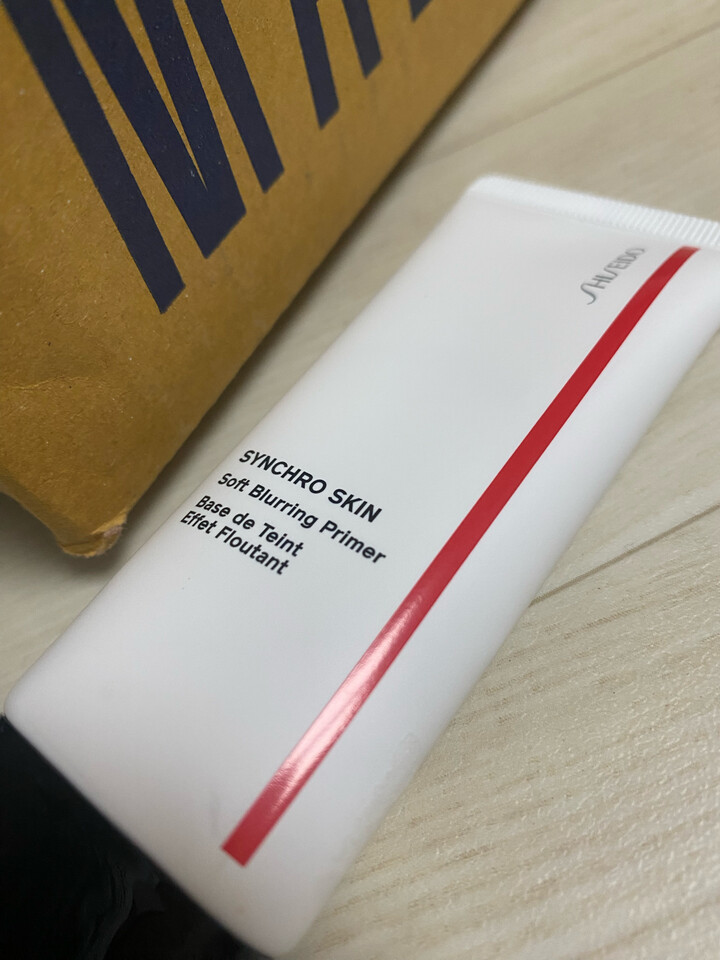 SHISEIDO
SYNCHRO SKIN
Soft Blurring Primer
Base de Teint
Effet Floutant